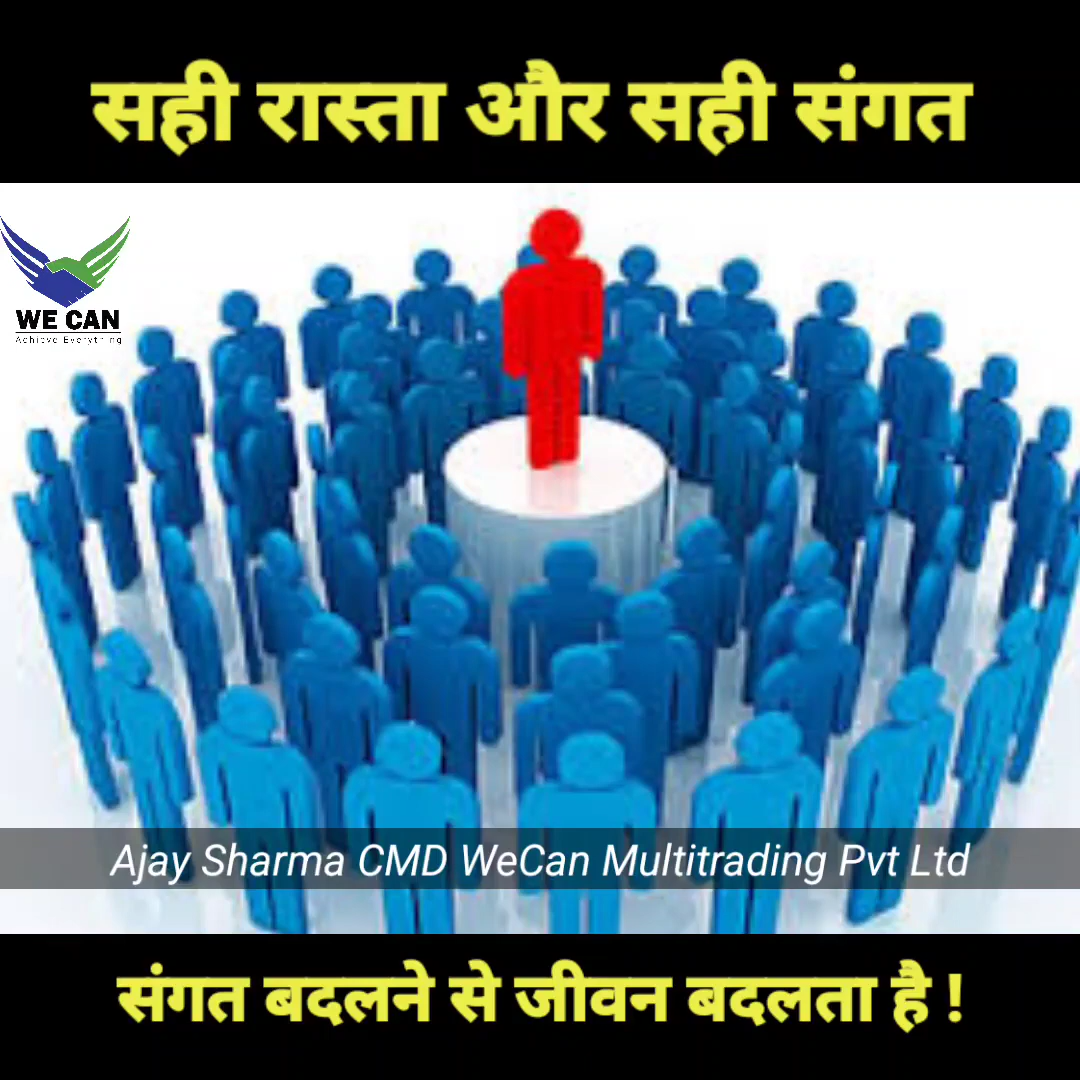 सही रास्ता और सही संगत
WE CAN
Achieve Everything
Ajay Sharma CMD WeCan Multitrading Pvt Ltd
संगत बदलने से जीवन बदलता है !